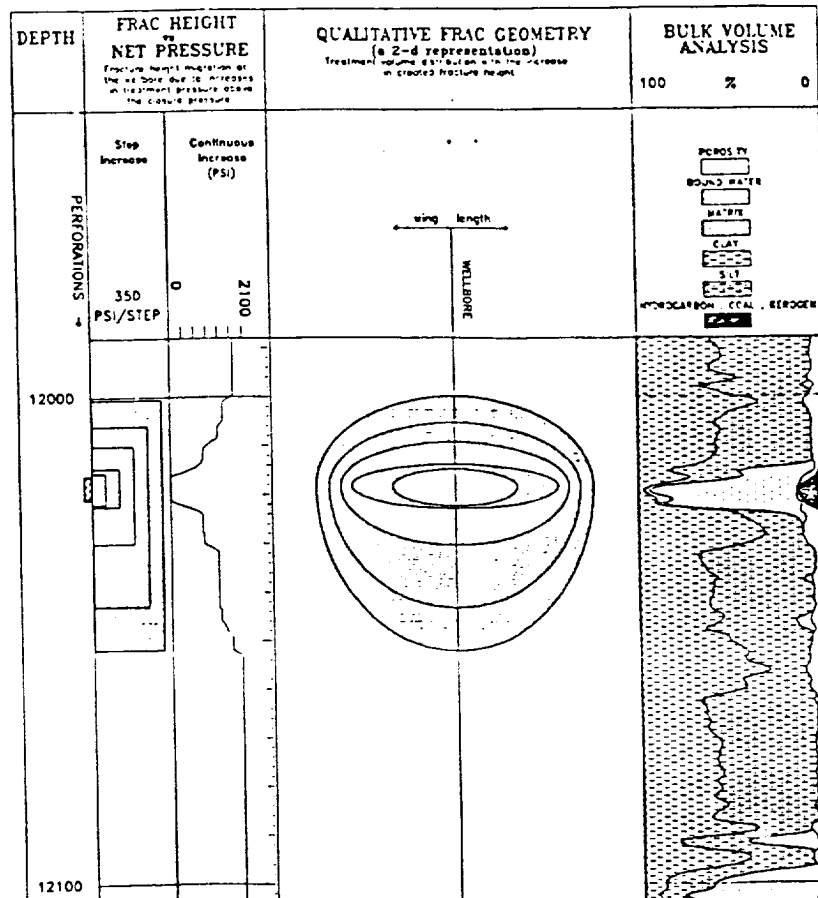 DEPTH
FRAC HEIGHT
vs
NET PRESSURE
Fracture height migration at
the wellbore due to increases
in treatment pressure above
the closure pressure
QUALITATIVE FRAC GEOMETRY
(a 2-d representation)
Treatment volume distribution with the increase
in created fracture height
BULK VOLUME
ANALYSIS
100 % 0
PERFORATIONS
Step
Increase
350
PSI/STEP
Continuous
Increase
(PSI)
0
2100
wing length
WELLBORE
POROSITY
BOUND WATER
MATRIX
CLAY
SILT
HYDROCARBON, COAL, KEROGEN
12000
12100